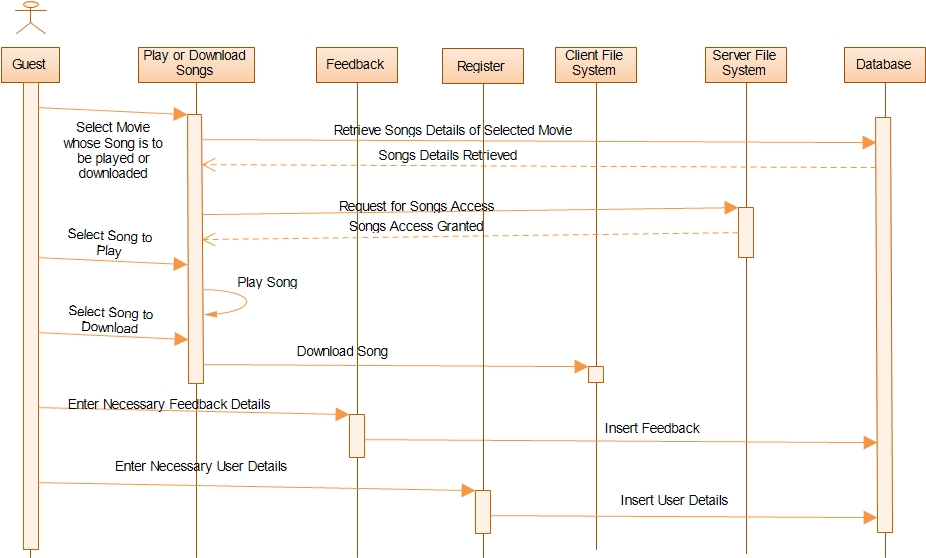 Guest
Play or Download
Songs
Feedback
Register
Client File
System
Server File
System
Database
Select Movie
whose Song is to
be played or
downloaded
Retrieve Songs Details of Selected Movie
Songs Details Retrieved
Request for Songs Access
Songs Access Granted
Select Song to
Play
Play Song
Select Song to
Download
Download Song
Enter Necessary Feedback Details
Insert Feedback
Enter Necessary User Details
Insert User Details